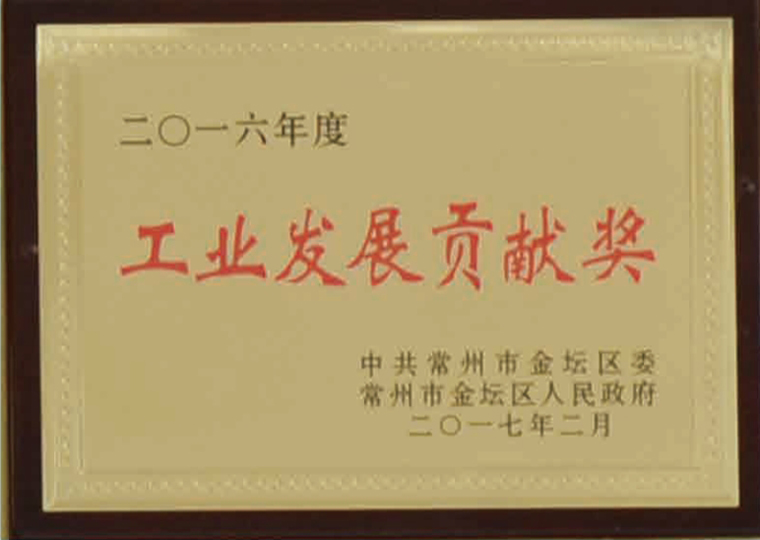 二〇一六年度
工业发展贡献奖
中共常州市金坛区委
常州市金坛区人民政府
二〇一七年二月